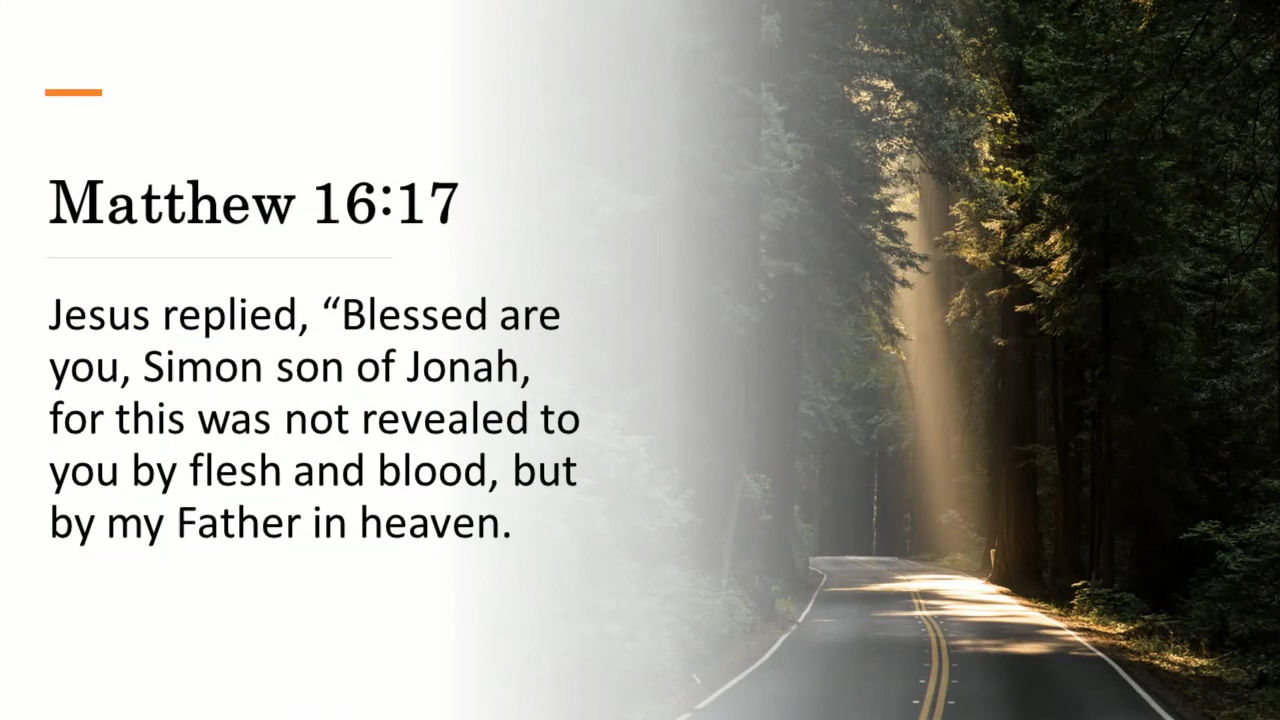 Matthew 16:17
Jesus replied, “Blessed are
you, Simon son of Jonah,
for this was not revealed to
you by flesh and blood, but
by my Father in heaven.